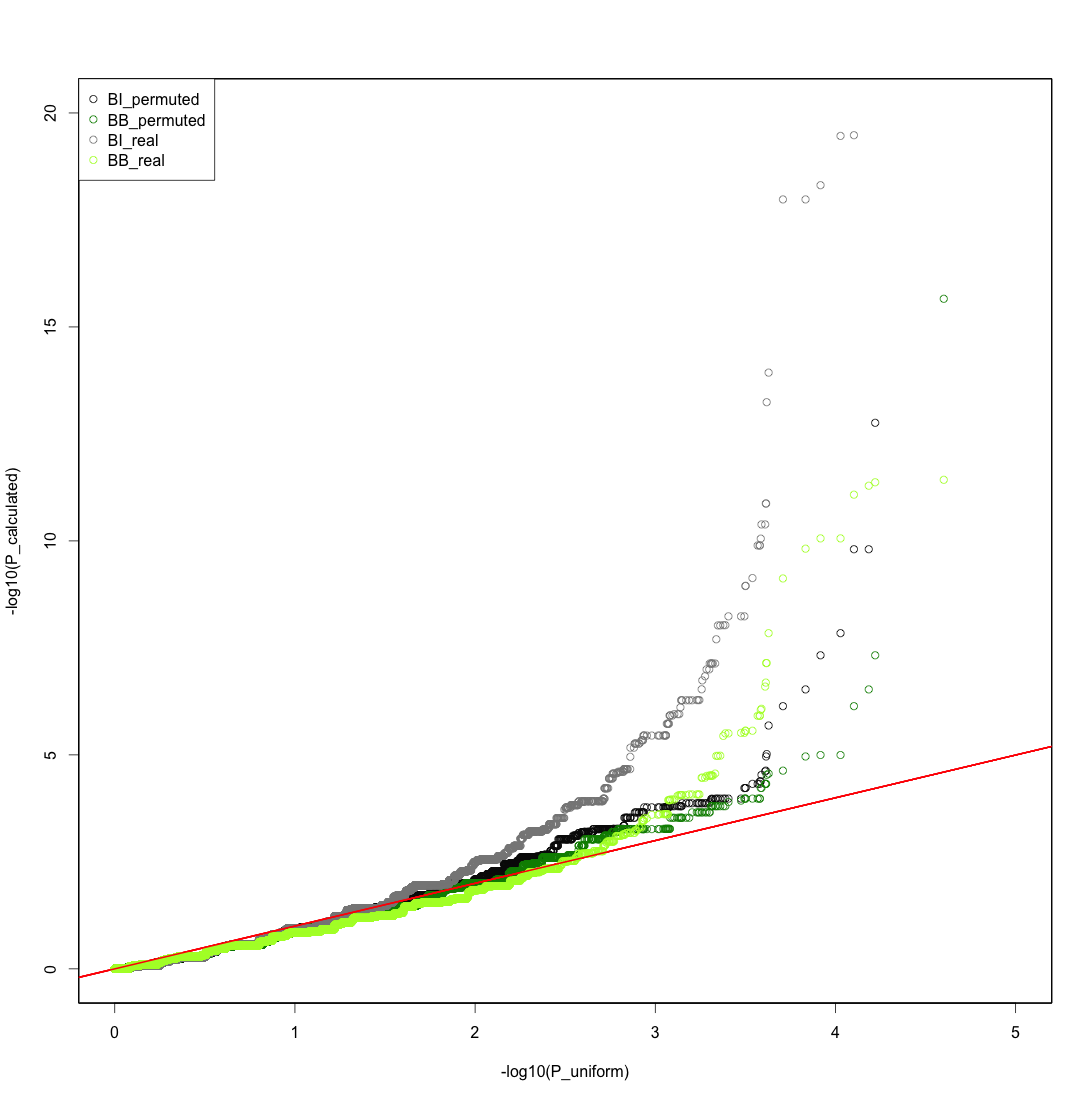 BI_permuted
BB_permuted
BI_real
BB_real
20
15
10
5
0
-log10(P_calculated)
0 1 2 3 4 5
-log10(P_uniform)